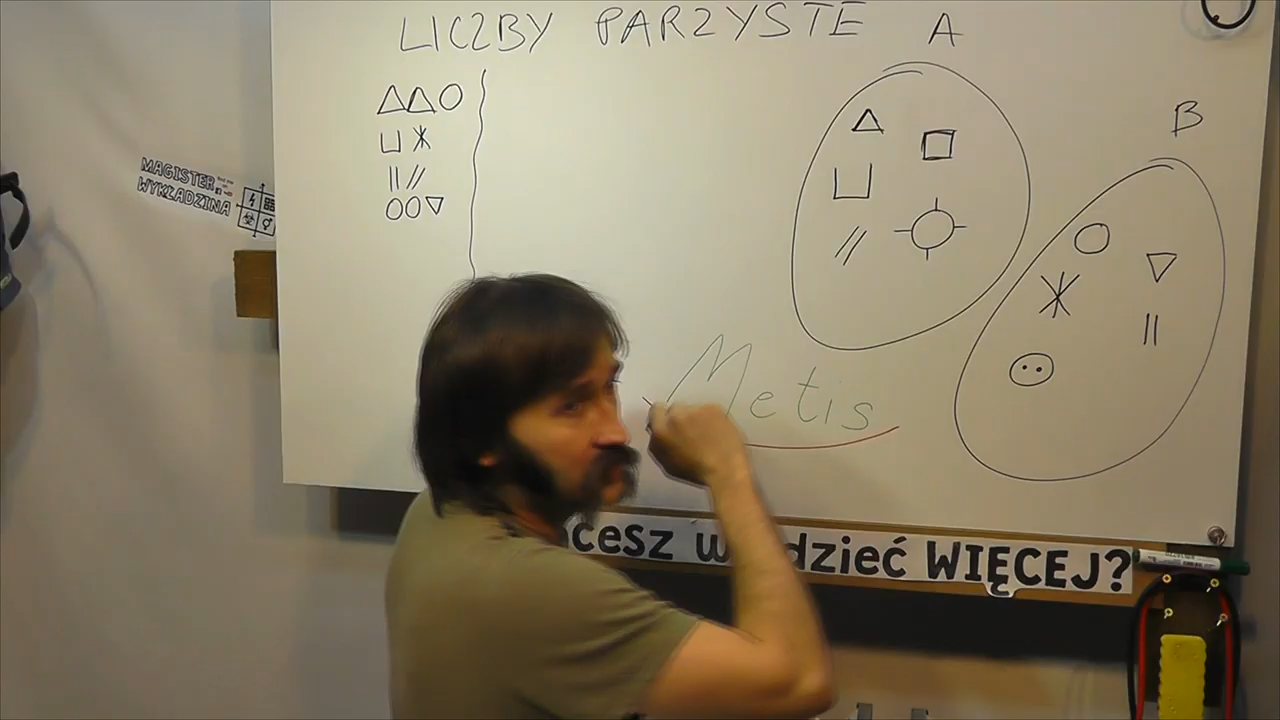 LICZBY PARZYSTE
A
B
MAGISTER.
WYKŁADZINA
Metis
WIĘCEJ?